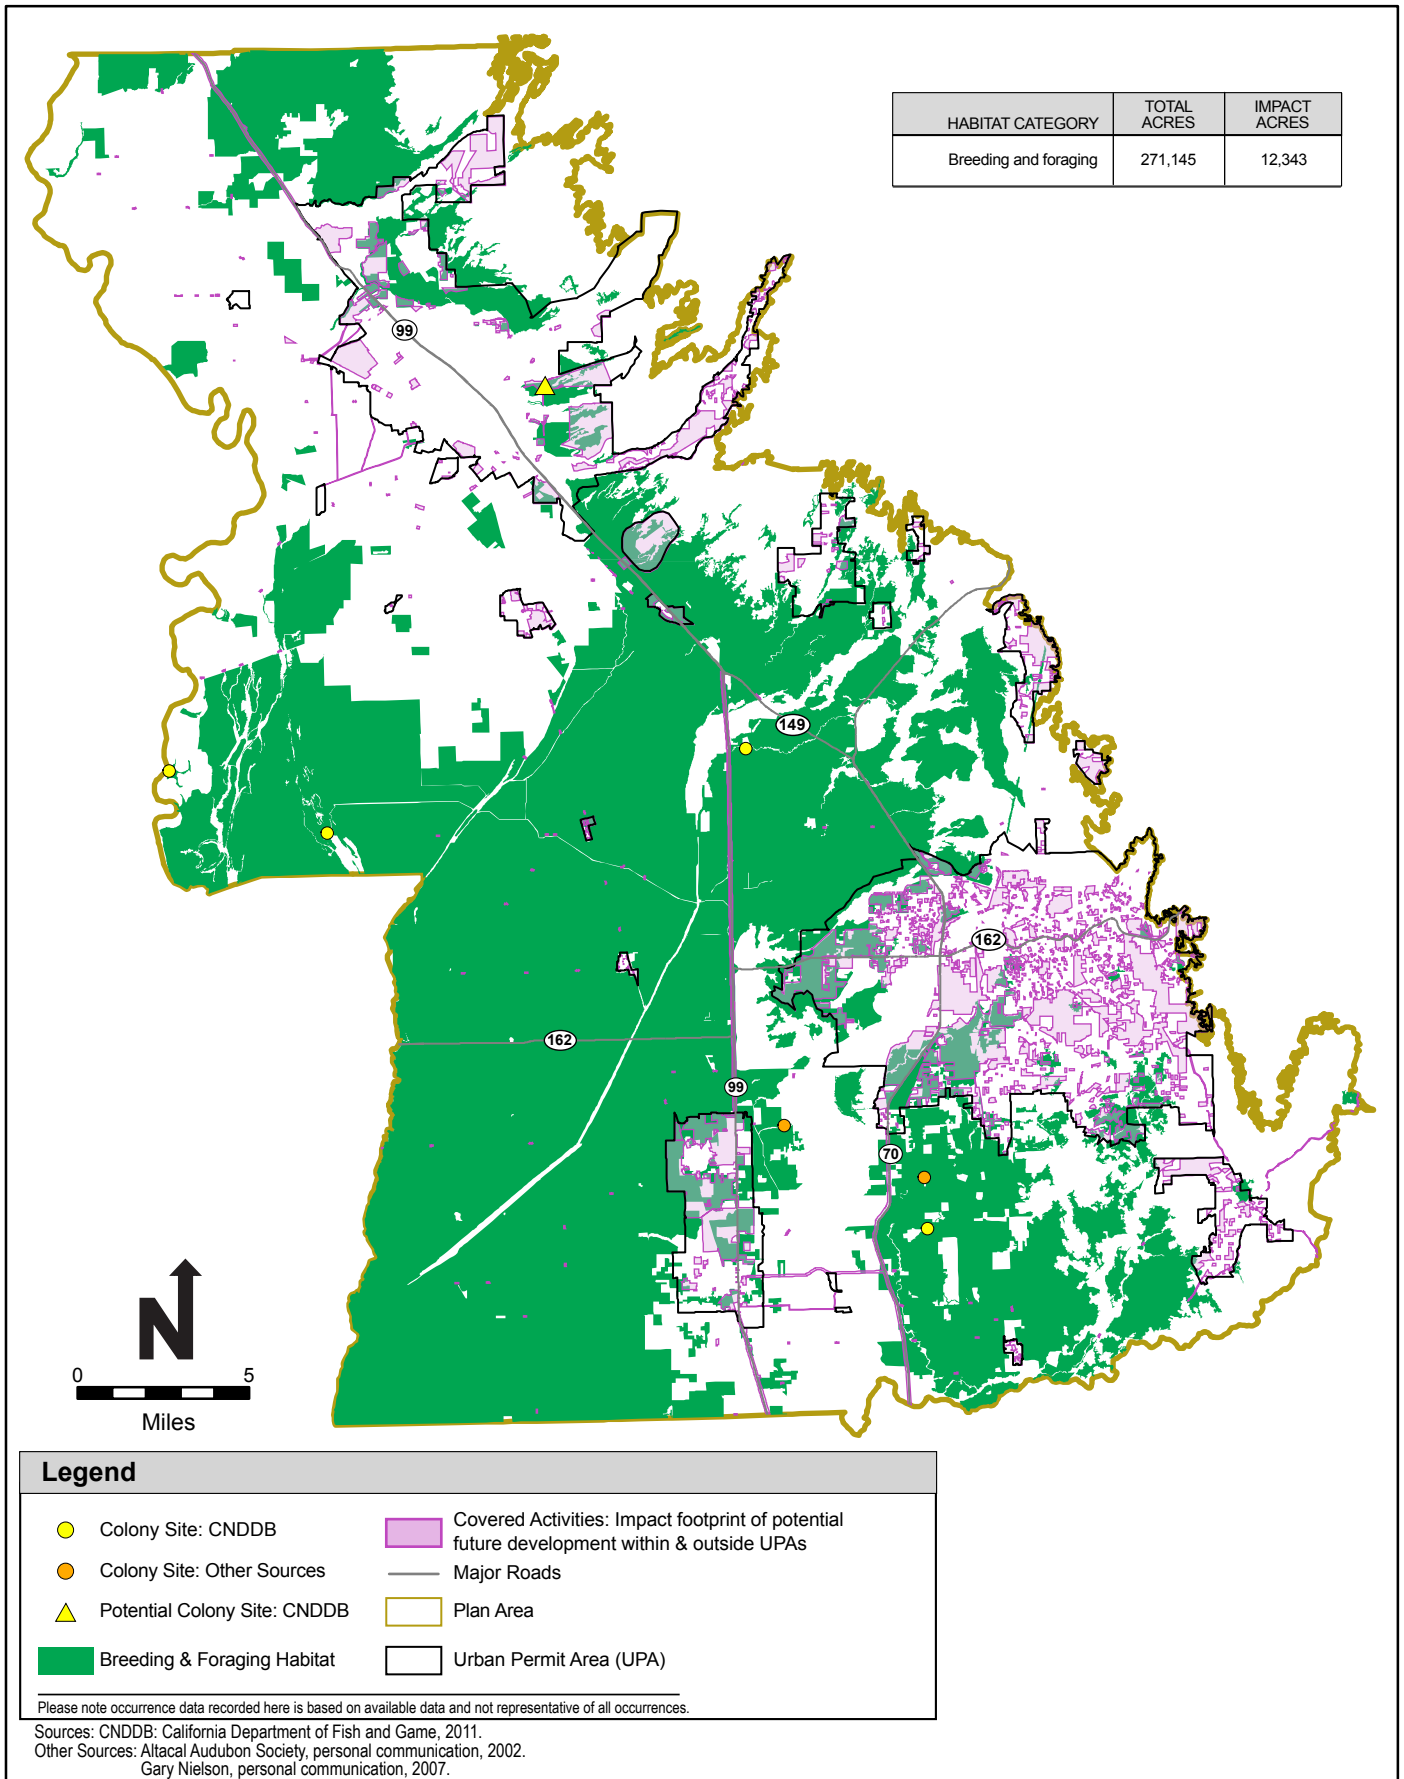 HABITAT CATEGORY TOTAL ACRES IMPACT ACRES
Breeding and foraging 271,145 12,343
99
149
162
162
99
70
N
0 5
Miles
Legend
Colony Site: CNDDB
Colony Site: Other Sources
Potential Colony Site: CNDDB
Breeding & Foraging Habitat
Covered Activities: Impact footprint of potential
future development within & outside UPAs
Major Roads
Plan Area
Urban Permit Area (UPA)
Please note occurrence data recorded here is based on available data and not representative of all occurrences.
Sources: CNDDB: California Department of Fish and Game, 2011.
Other Sources: Altacal Audubon Society, personal communication, 2002.
Gary Nielson, personal communication, 2007.